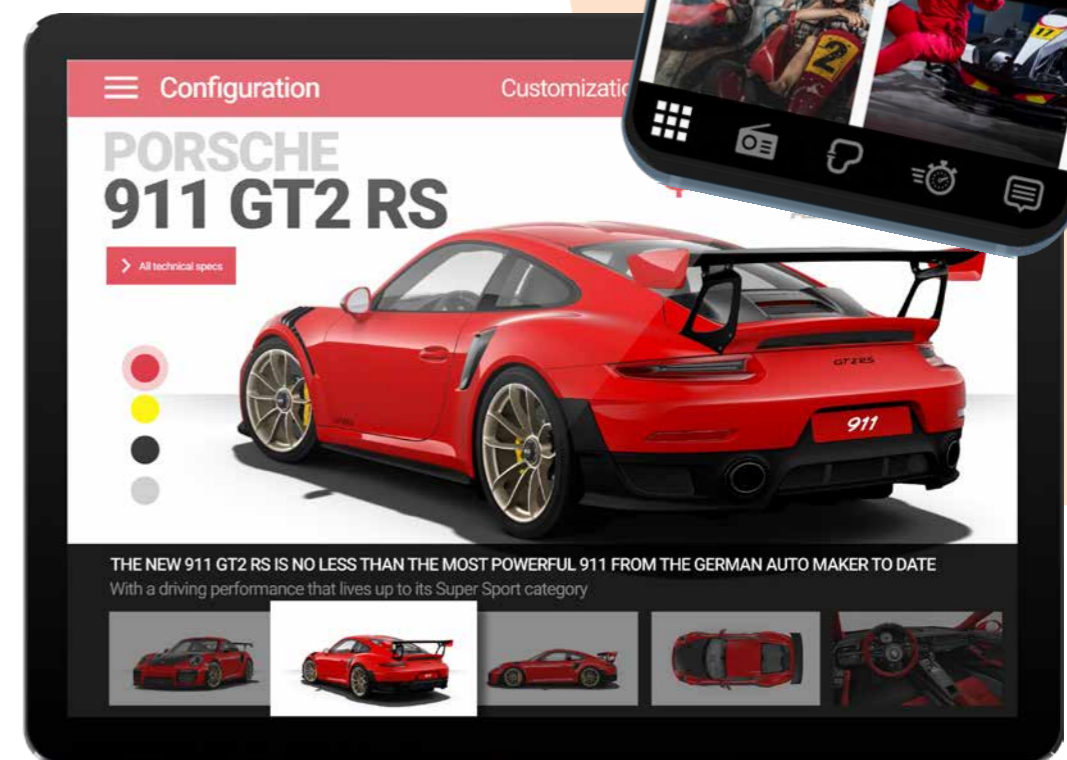 Configuration
Customizatio
PORSCHE
911 GT2 RS
All technical specs
GT2RS
911
THE NEW 911 GT2 RS IS NO LESS THAN THE MOST POWERFUL 911 FROM THE GERMAN AUTO MAKER TO DATE
With a driving performance that lives up to its Super Sport category
2
17